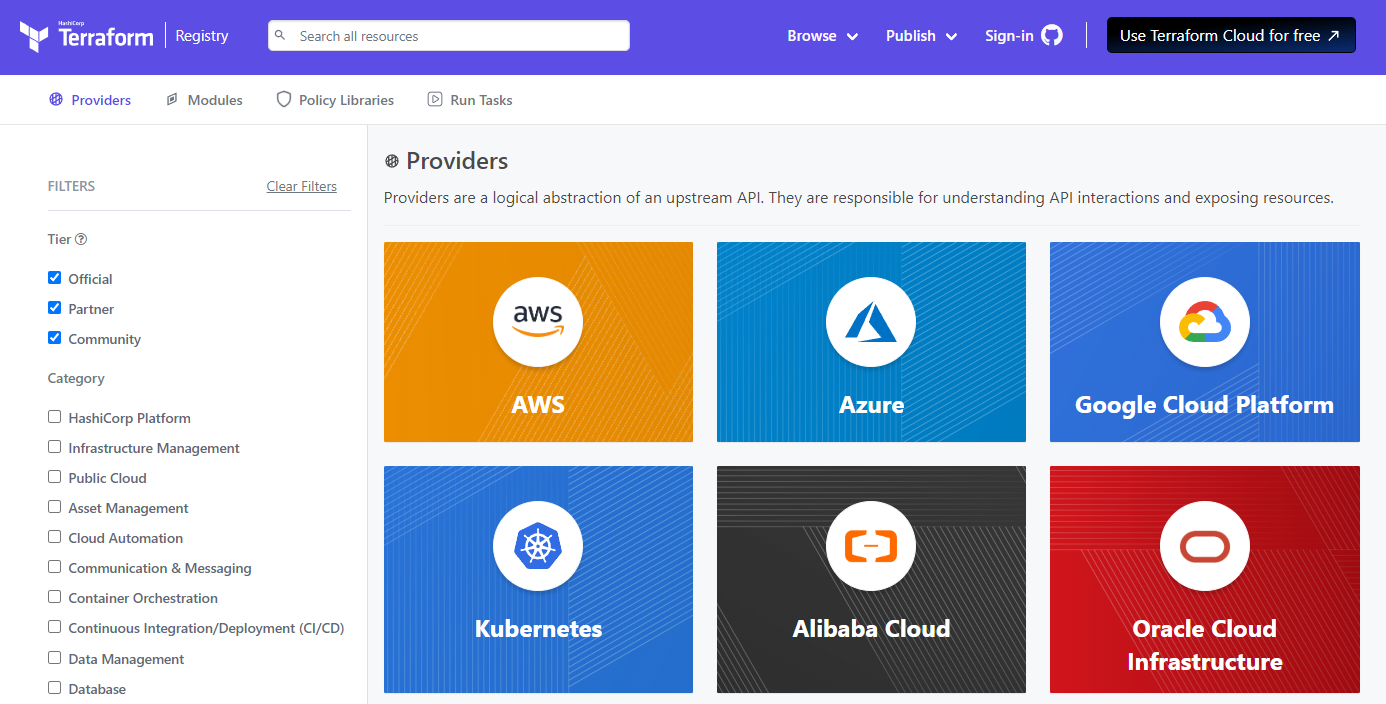 HashiCorp
Terraform
Registry
Search all resources
Browse
Publish
Sign-in
Use Terraform Cloud for free ↗
Providers
Modules
Policy Libraries
Run Tasks
FILTERS
Clear Filters
Tier
Official
Partner
Community
Category
HashiCorp Platform
Infrastructure Management
Public Cloud
Asset Management
Cloud Automation
Communication & Messaging
Container Orchestration
Continuous Integration/Deployment (CI/CD)
Data Management
Database
Providers
Providers are a logical abstraction of an upstream API. They are responsible for understanding API interactions and exposing resources.
aws
AWS
Azure
Google Cloud Platform
Kubernetes
Alibaba Cloud
Oracle Cloud
Infrastructure